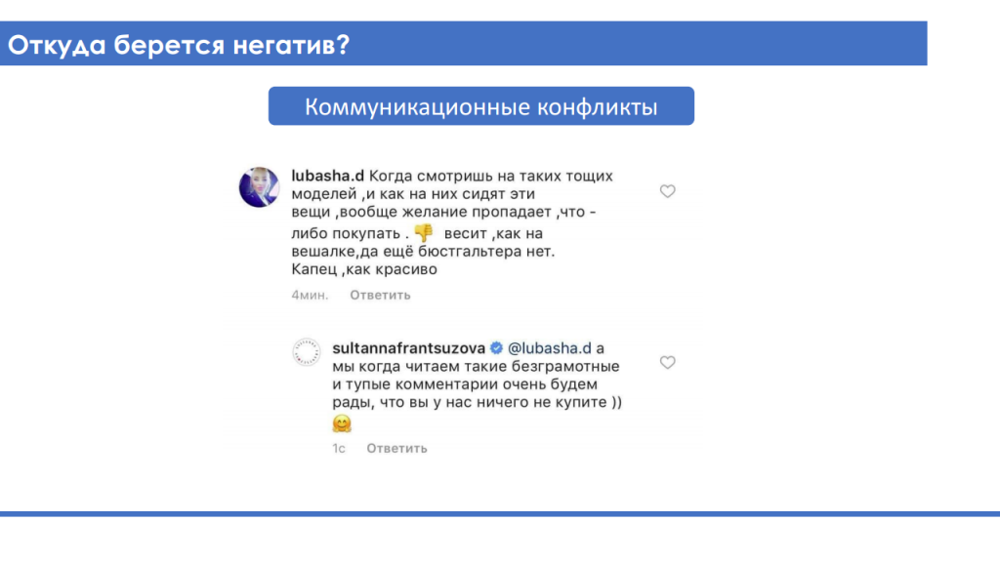 Откуда берется негатив?
Коммуникационные конфликты
lubasha.d Когда смотришь на таких тощих
моделей ,и как на них сидят эти
вещи ,вообще желание пропадает ,что -
либо покупать . 👎 весит ,как на
вешалке,да ещё бюстгальтера нет.
Капец ,как красиво
4мин. Ответить
sultannafrantsuzova @lubasha.d а
мы когда читаем такие безграмотные
и тупые комментарии очень будем
рады, что вы у нас ничего не купите ))
🤗
1с Ответить